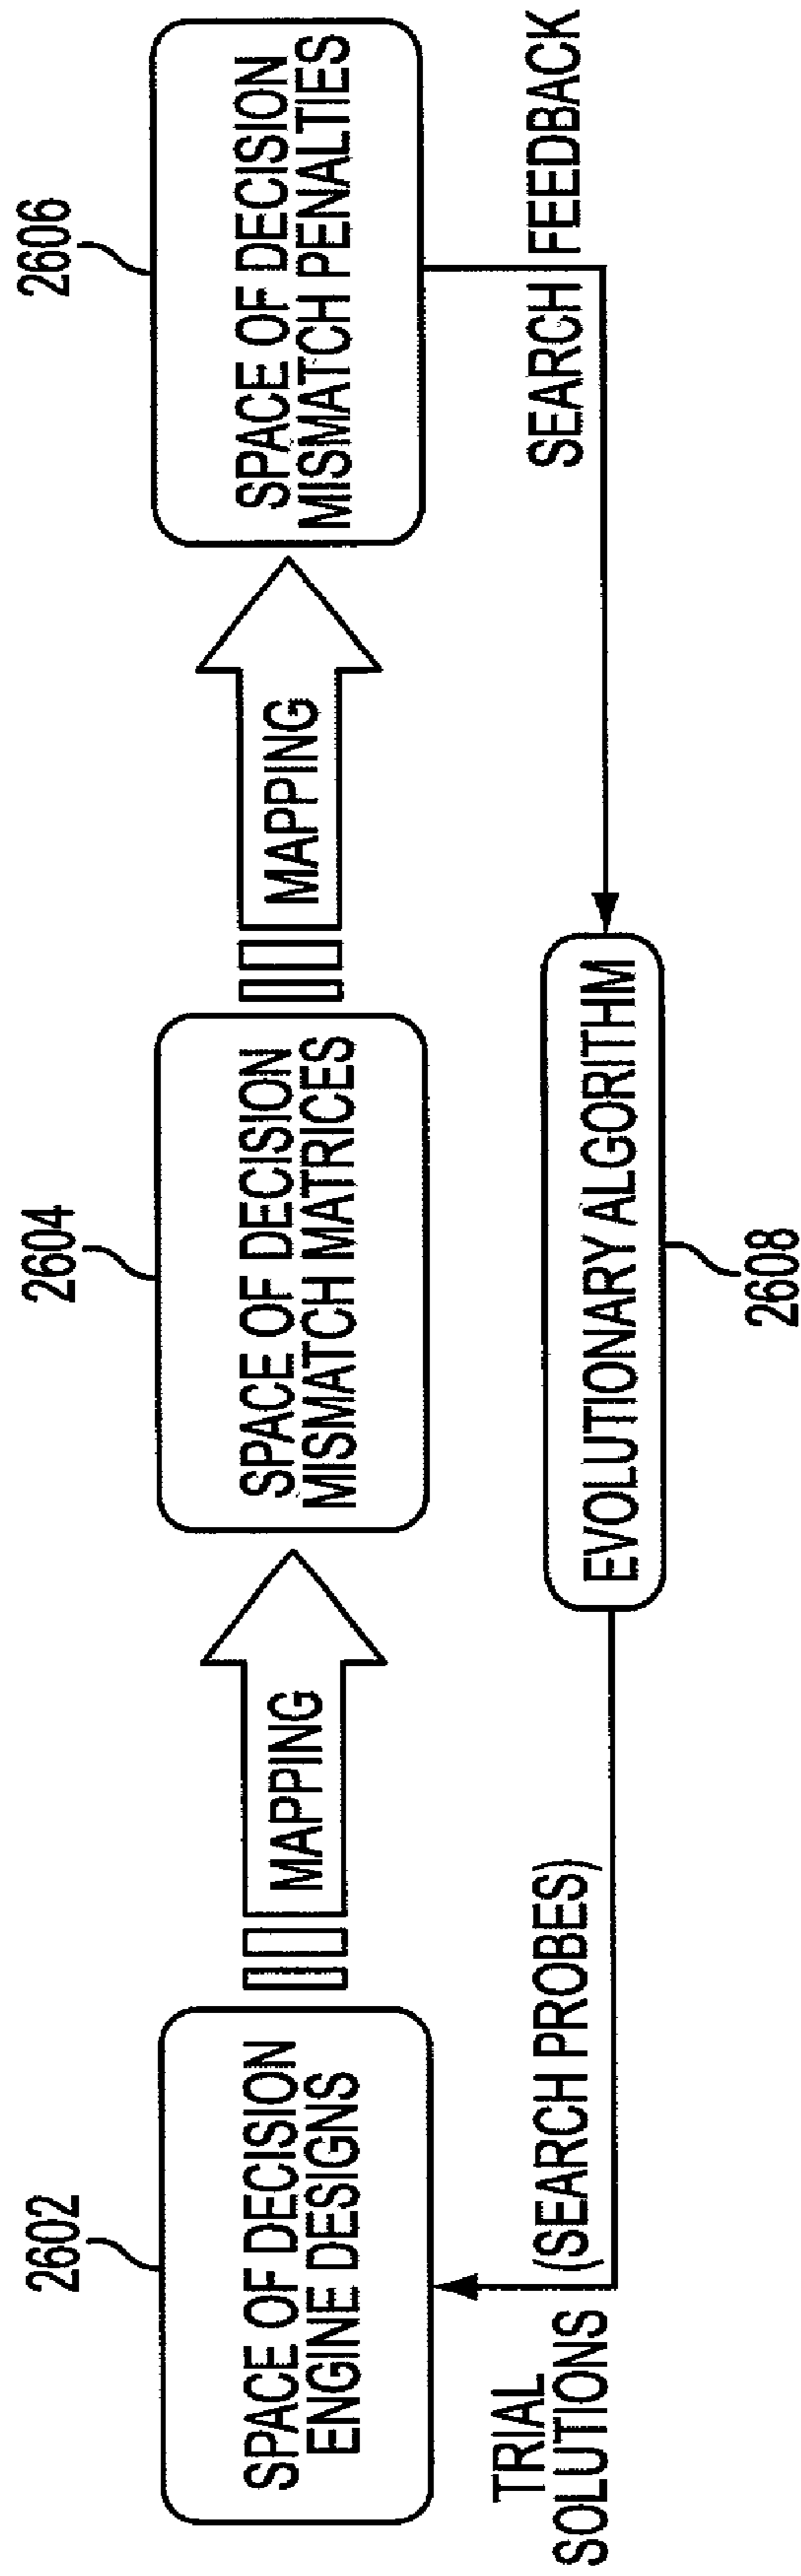 2602
SPACE OF DECISION
ENGINE DESIGNS
MAPPING
2604
SPACE OF DECISION
MISMATCH MATRICES
MAPPING
2606
SPACE OF DECISION
MISMATCH PENALTIES
TRIAL
SOLUTIONS
(SEARCH PROBES)
EVOLUTIONARY ALGORITHM
2608
SEARCH FEEDBACK